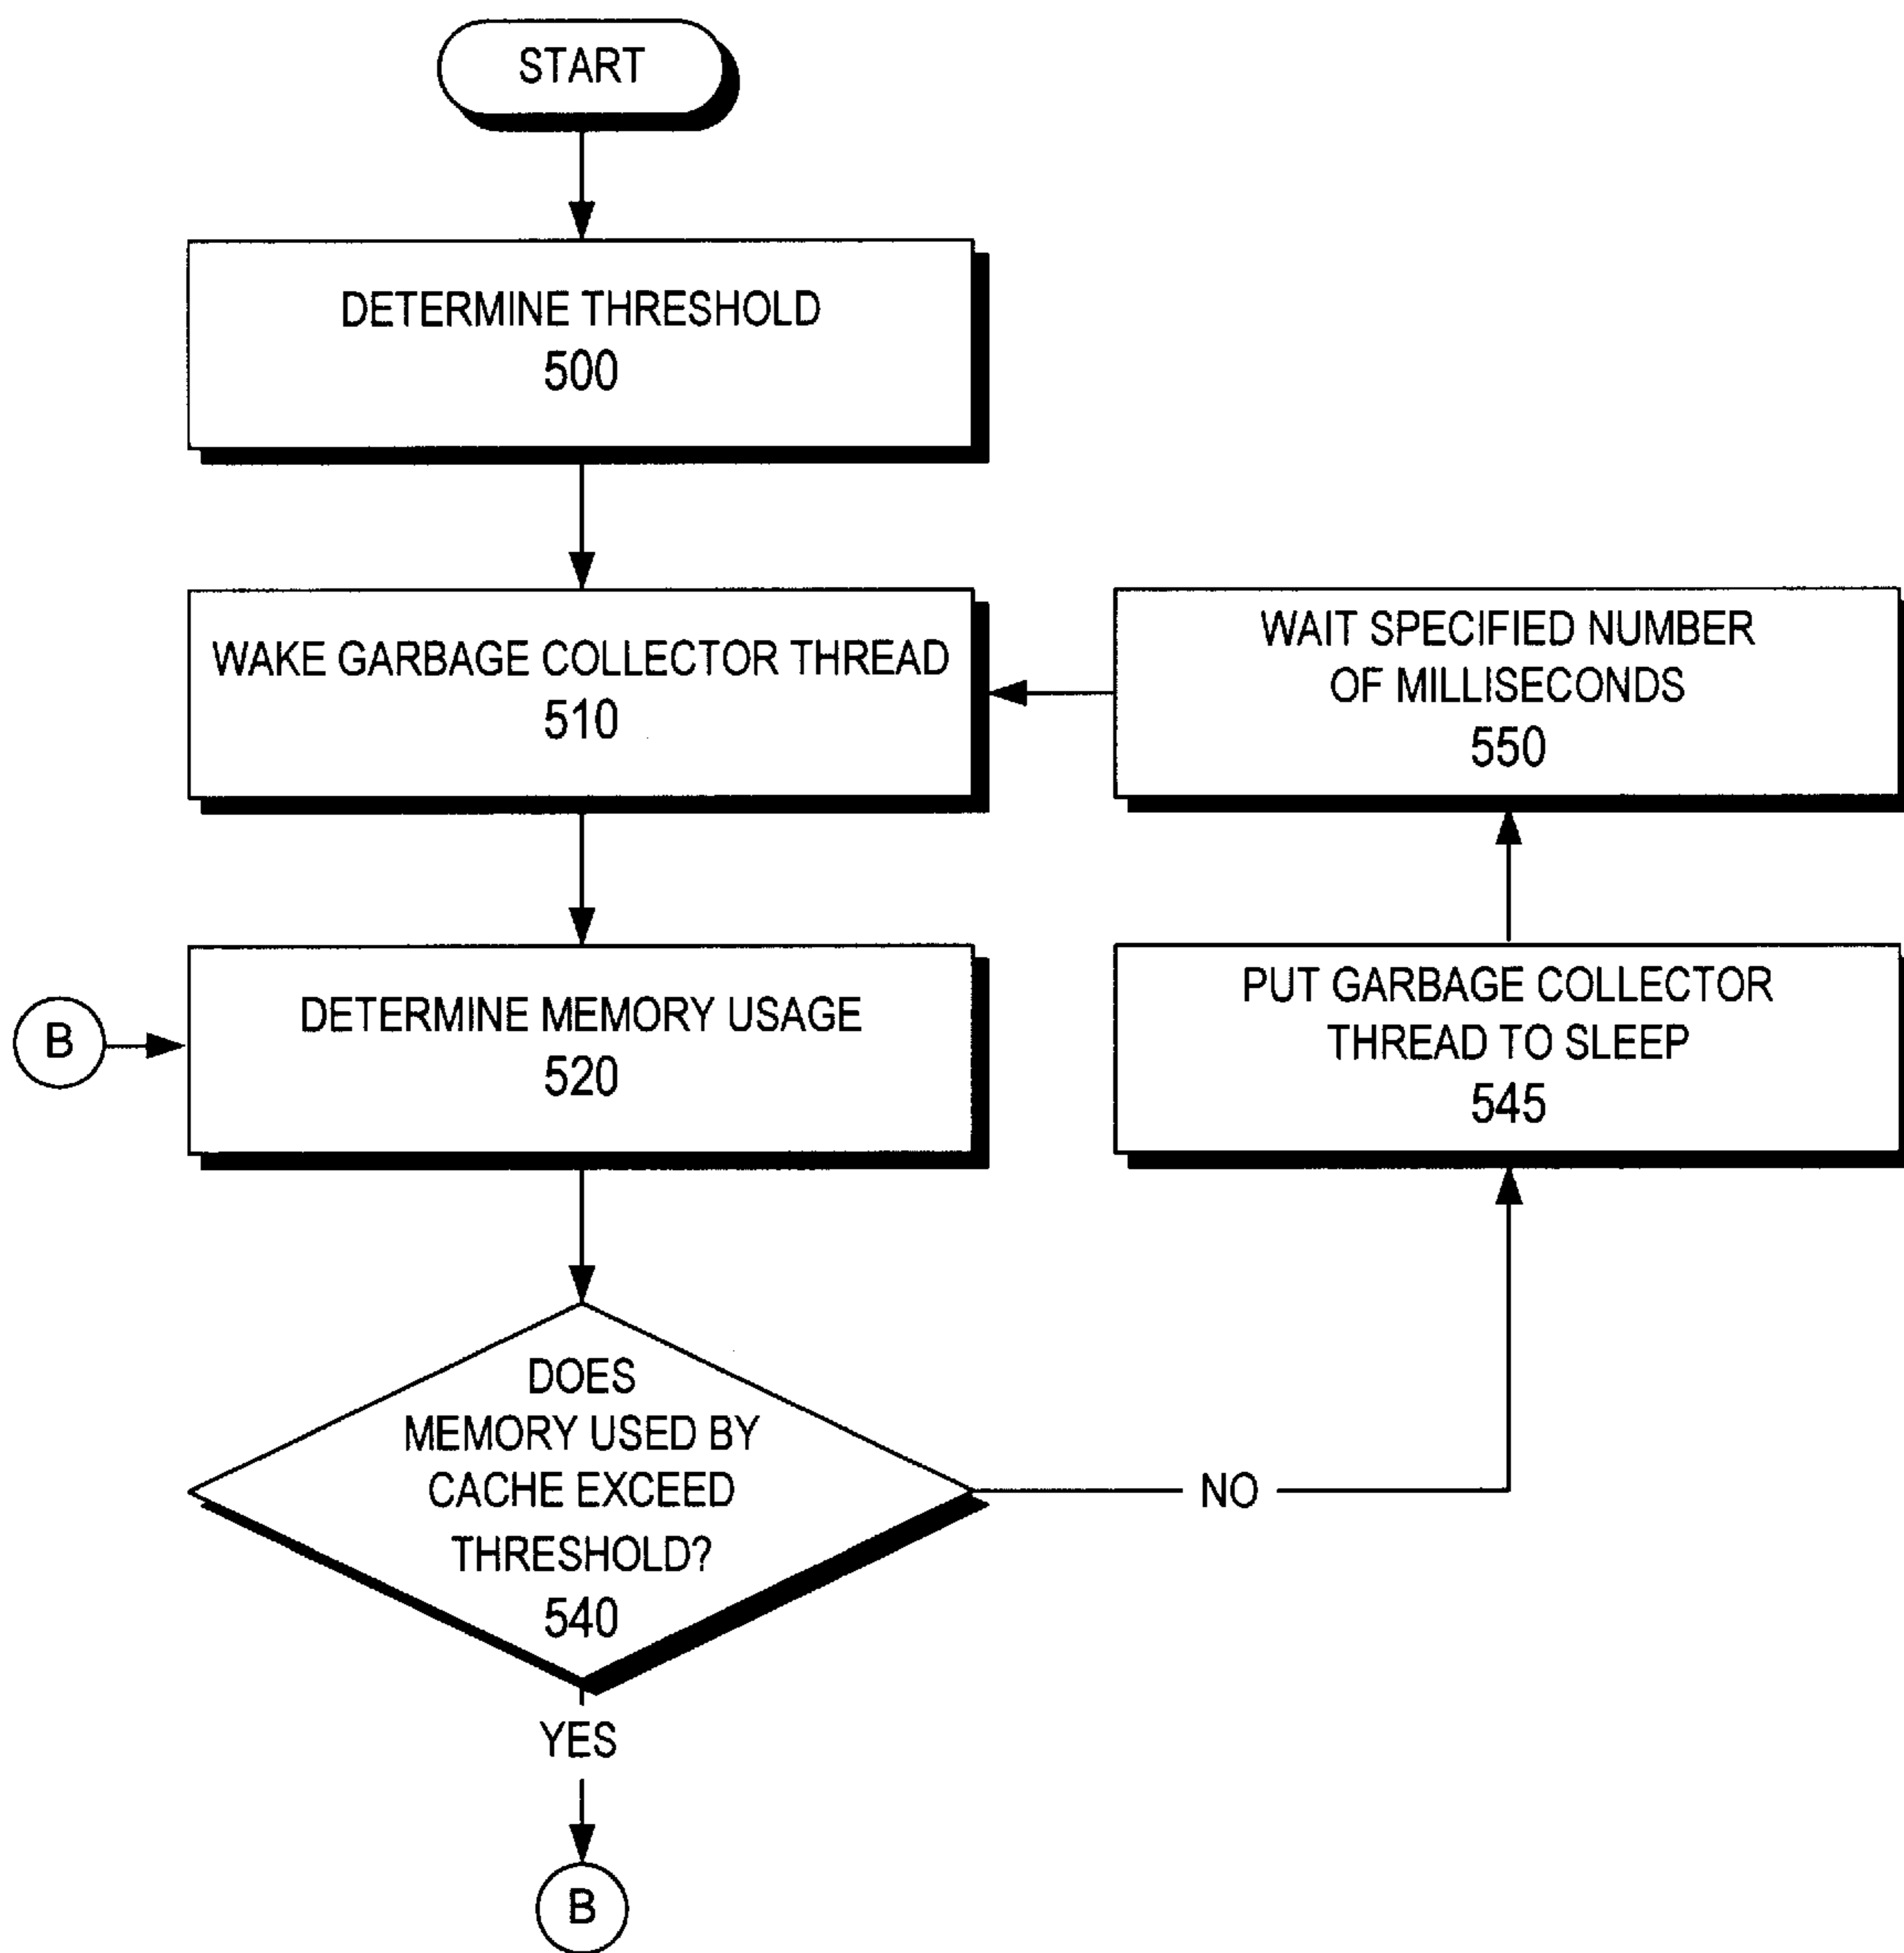 START
DETERMINE THRESHOLD
500
WAKE GARBAGE COLLECTOR THREAD
510
WAIT SPECIFIED NUMBER
OF MILLISECONDS
550
B
DETERMINE MEMORY USAGE
520
PUT GARBAGE COLLECTOR
THREAD TO SLEEP
545
DOES
MEMORY USED BY
CACHE EXCEED
THRESHOLD?
540
NO
YES
B